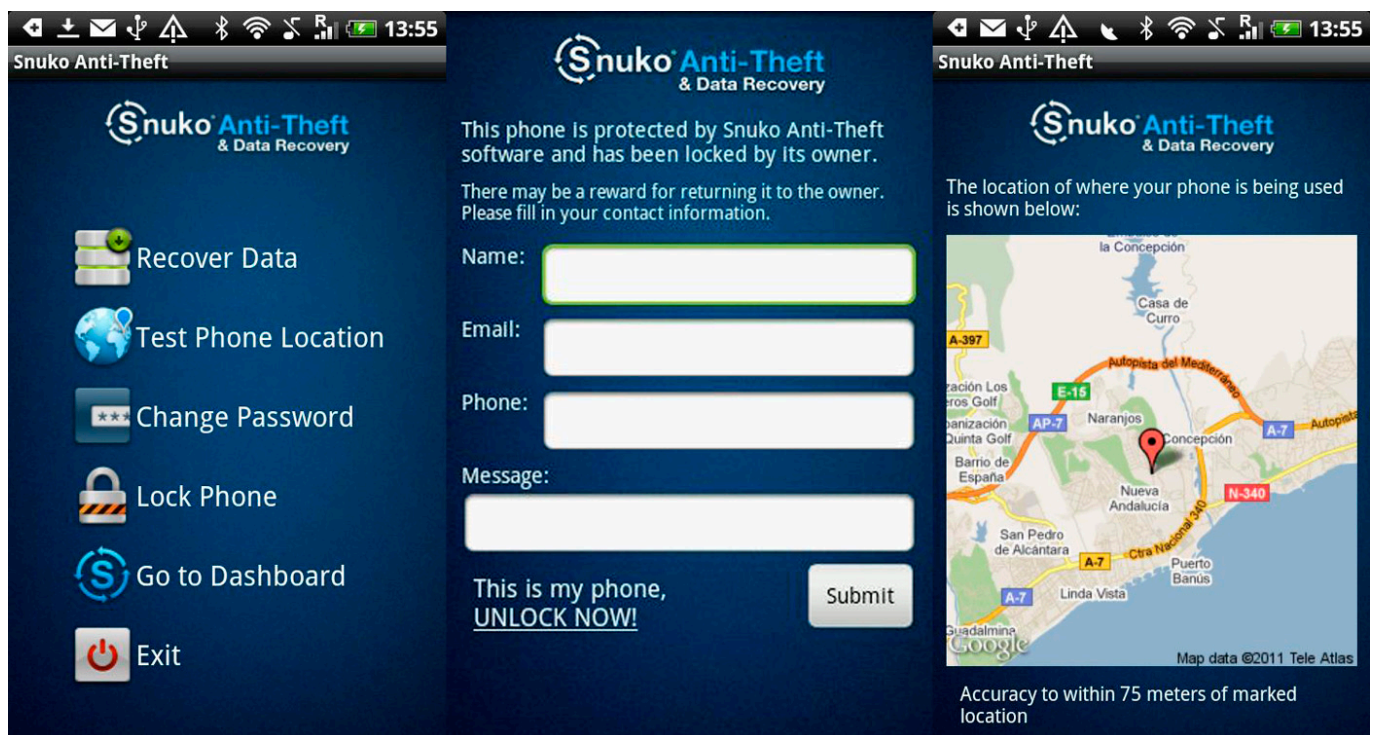 R 13:55
Snuko Anti-Theft
Snuko Anti-Theft
& Data Recovery
Recover Data
Test Phone Location
*** Change Password
Lock Phone
S Go to Dashboard
Exit
Snuko Anti-Theft
& Data Recovery
This phone is protected by Snuko Anti-Theft
software and has been locked by its owner.
There may be a reward for returning it to the owner.
Please fill in your contact information.
Name:
Email:
Phone:
Message:
This is my phone,
UNLOCK NOW!
Submit
R 13:55
Snuko Anti-Theft
Snuko Anti-Theft
& Data Recovery
The location of where your phone is being used
is shown below:
la Concepción
Casa de
Curro
A-397
Autopista del Mediterráneo
E-15
Los
Golf
AP-7
Naranjos
Quinta Golf
Concepción
A-7
Autopista
Barrio de
España
Nueva
Andalucía
N-340
San Pedro
de Alcántara
A-7
Ctra Nacional 340
Puerto
Banús
A-7
Linda Vista
Guadalmina
Google
Map data ©2011 Tele Atlas
Accuracy to within 75 meters of marked
location